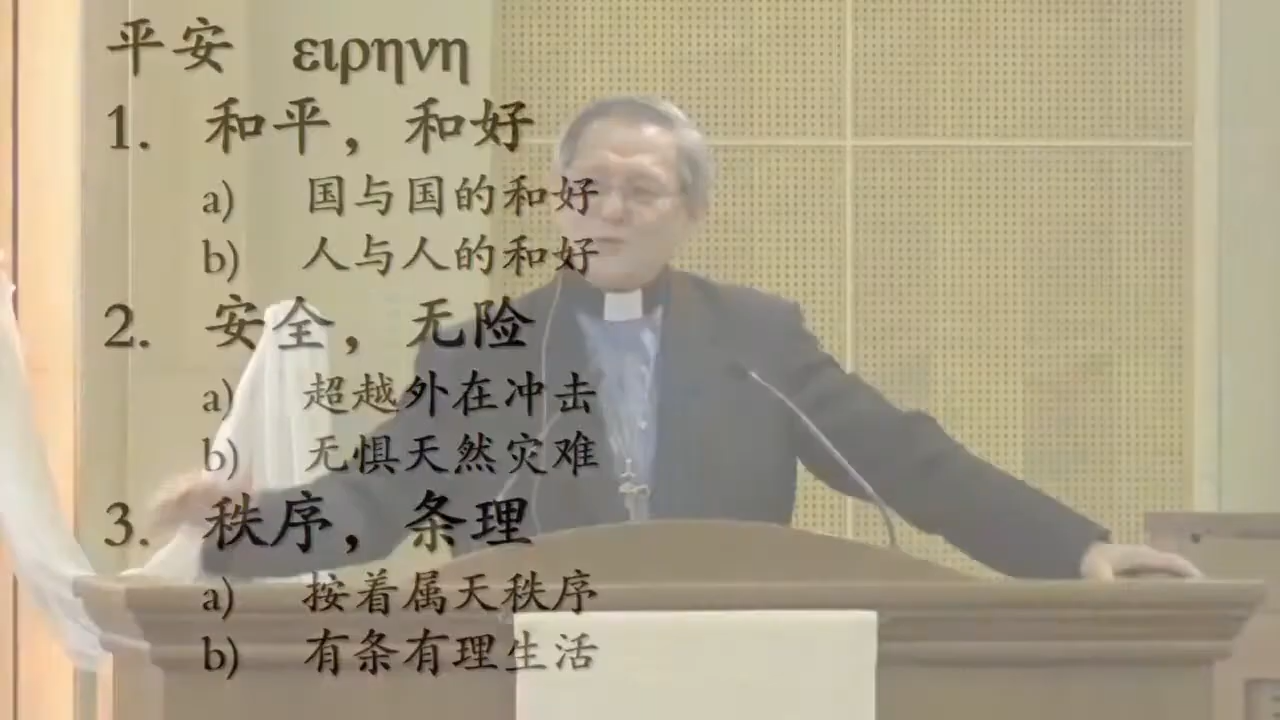 平安 ειρηνη
1. 和平，和好
a) 国与国的和好
b) 人与人的和好
2. 安全，无险
a) 超越外在冲击
b) 无惧天然灾难
3. 秩序，条理
a) 按着属天秩序
b) 有条有理生活